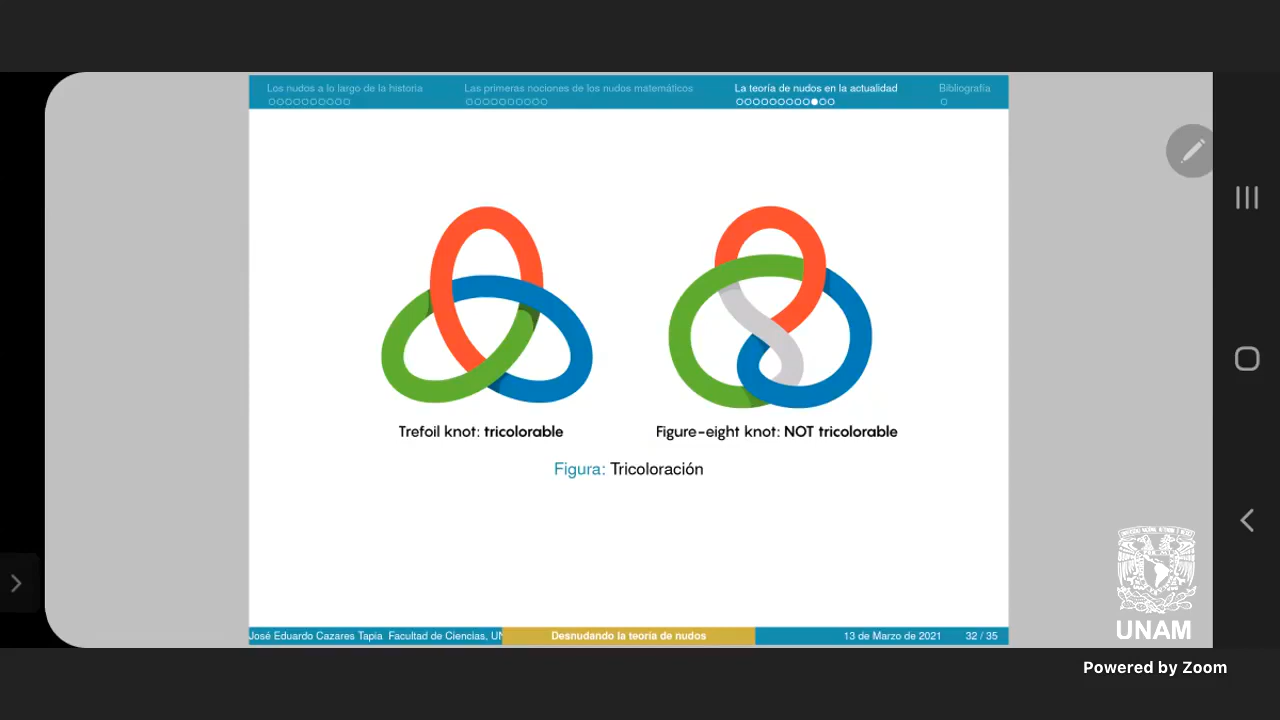 Los nudos a lo largo de la historia
Las primeras nociones de los nudos matemáticos
La teoría de nudos en la actualidad
Bibliografía
Trefoil knot: tricolorable
Figure-eight knot: NOT tricolorable
Figura: Tricoloración
José Eduardo Cazares Tapia Facultad de Ciencias, UN
Desnudando la teoría de nudos
13 de Marzo de 2021
32 / 35
UNAM
Powered by Zoom